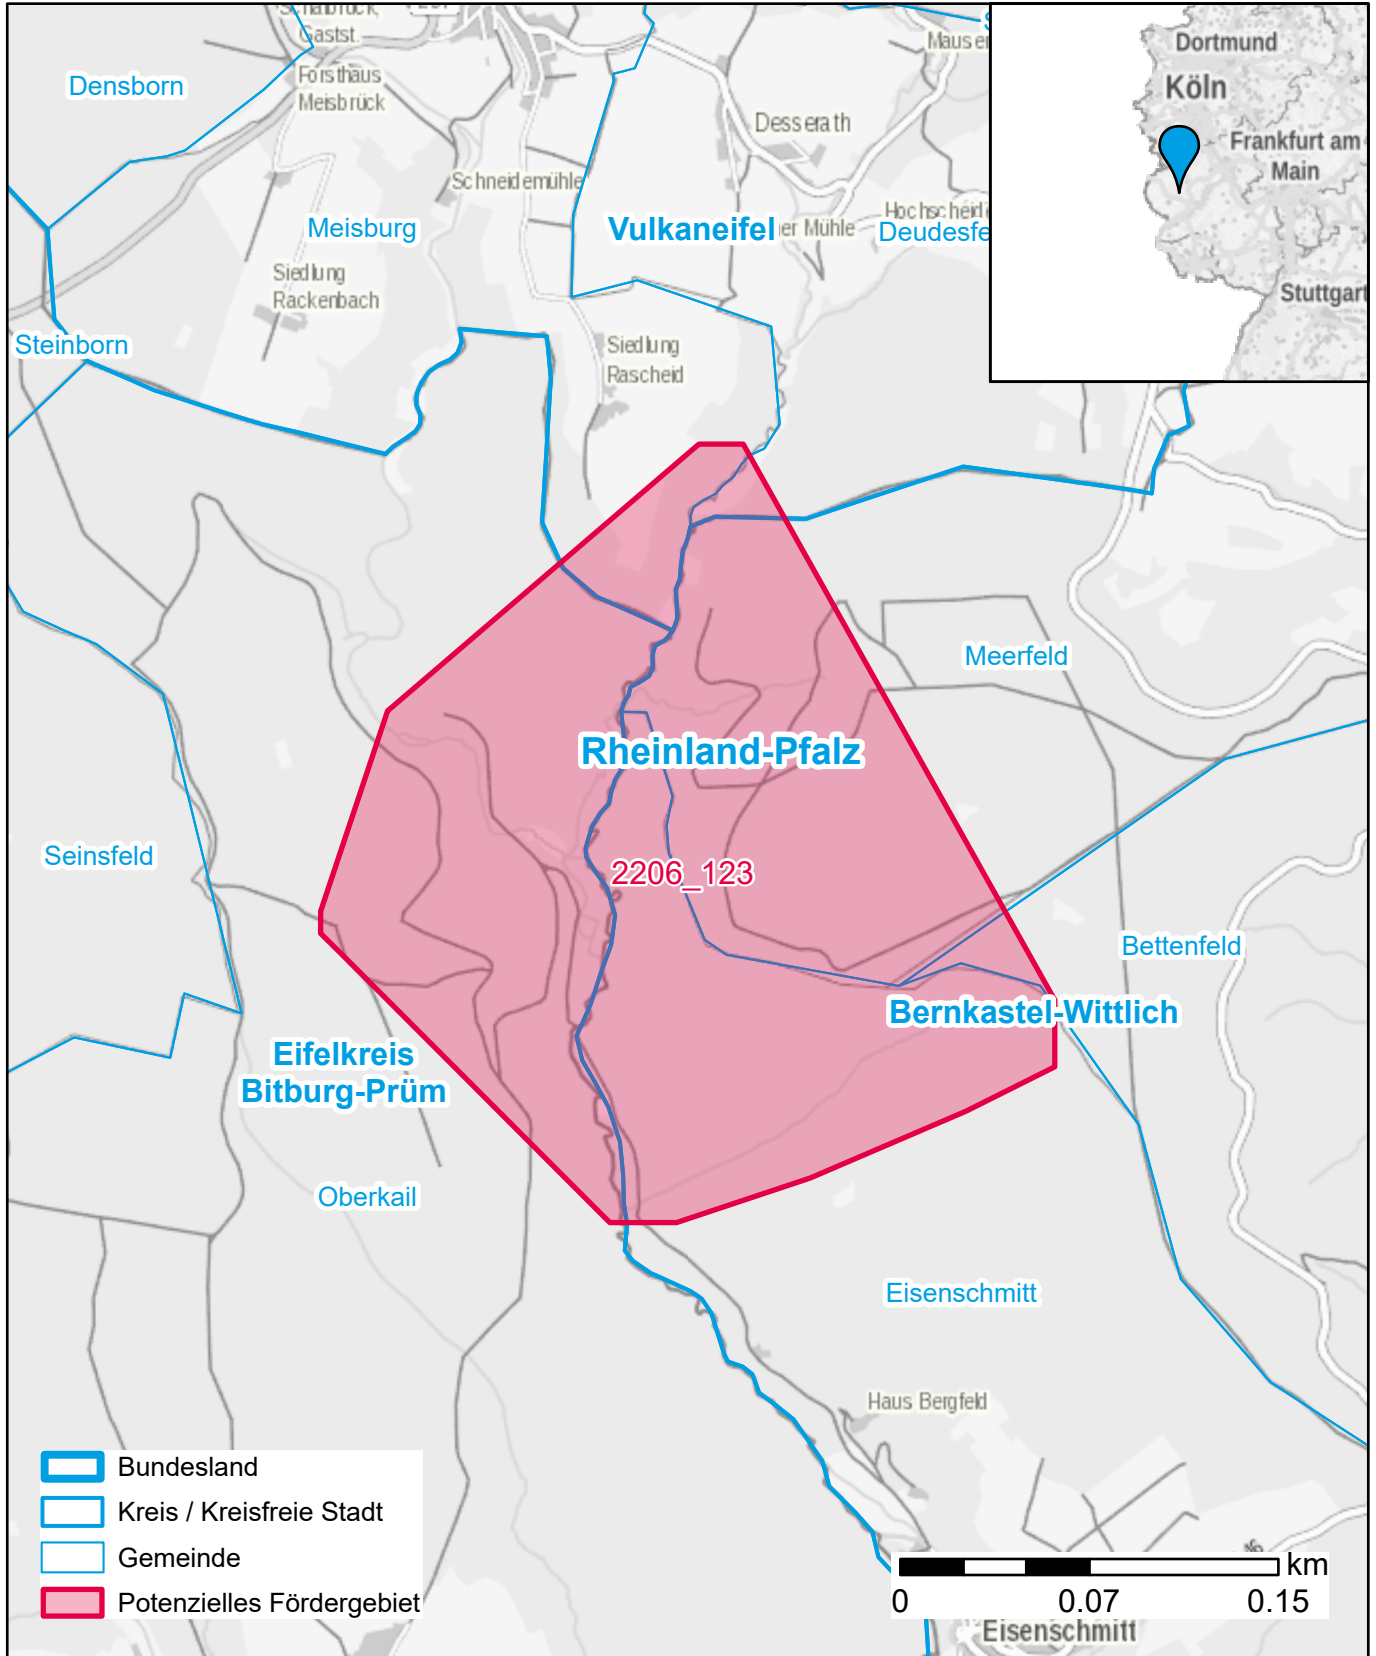 Gastst.
Forsthaus
Meisbrück
Densborn
Desserath
Schneidemühle
Meisburg
Vulkaneifel
er Mühle
Deudesfe
Siedlung
Rackenbach
Steinborn
Siedlung
Rascheid
Dortmund
Köln
Frankfurt am
Main
Stuttgart
Meerfeld
Rheinland-Pfalz
Seinsfeld
2206_123
Bettenfeld
Bernkastel-Wittlich
Eifelkreis
Bitburg-Prüm
Oberkail
Eisenschmitt
Haus Bergfeld
Bundesland
Kreis / Kreisfreie Stadt
Gemeinde
Potenzielles Fördergebiet
km
0 0.07 0.15
Eisenschmitt